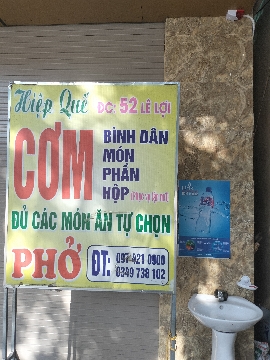 Hiệp Quế
ĐC: 52 LÊ LỢI
CƠM
BÌNH DÂN
MÓN
PHẦN
HỘP
ĐỦ CÁC MÓN ĂN TỰ CHỌN
PHỞ
ĐT:
0349 738 102